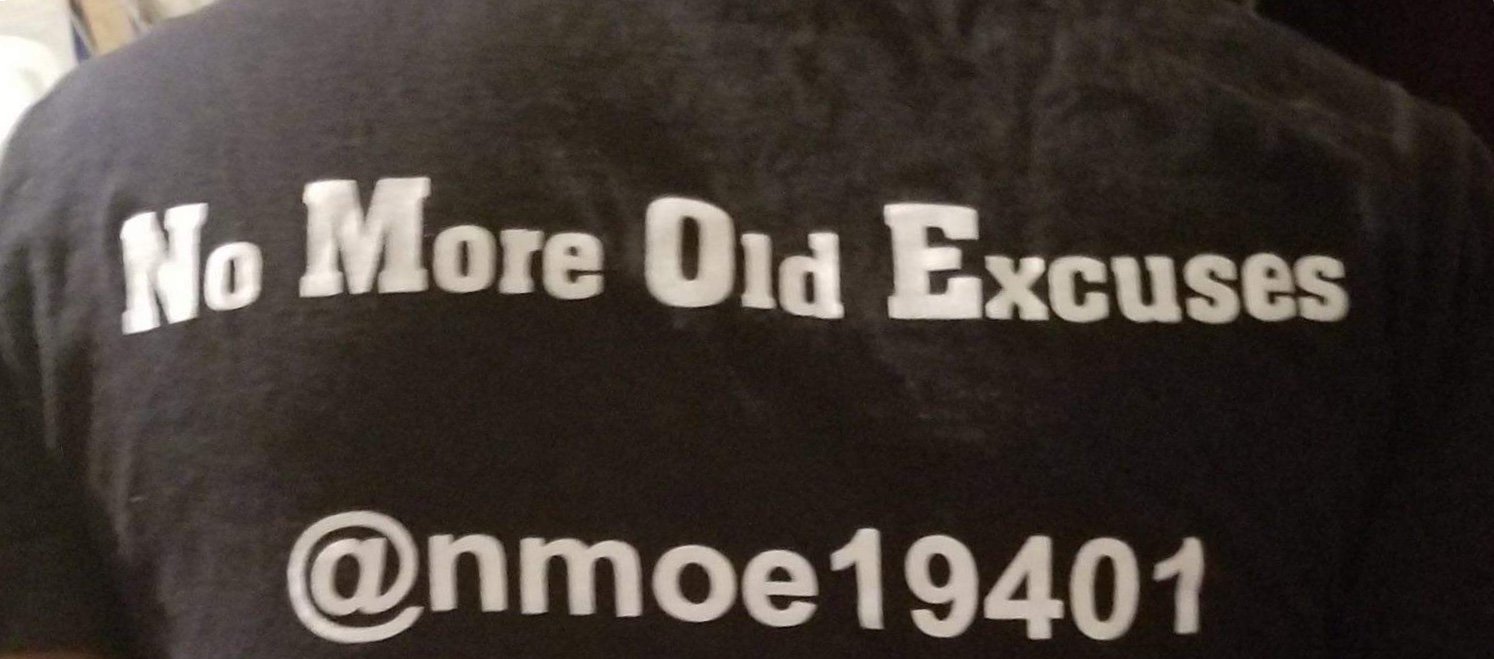 No More Old Excuses
@nmoe19401